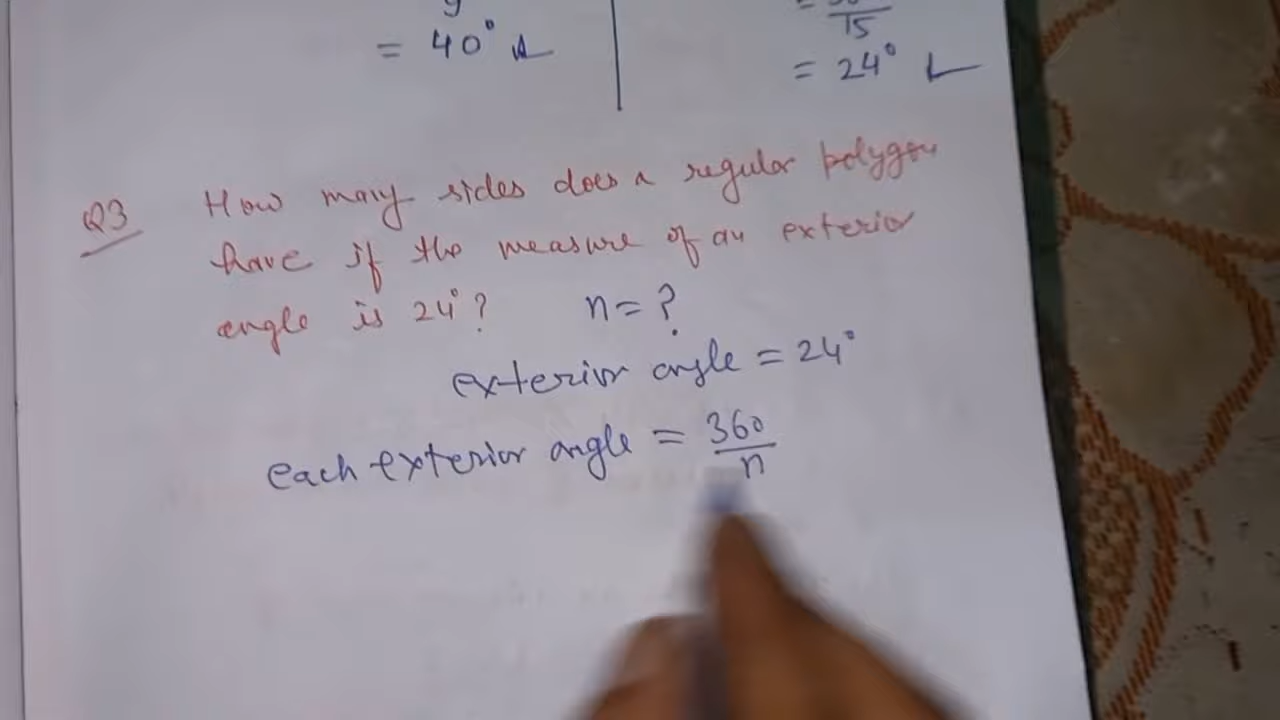 = 40°
15
= 24°
Q3 How many sides does a regular polygon
have if the measure of an exterior
angle is 24°? n = ?
exterior angle = 24°
each exterior angle = 360
n